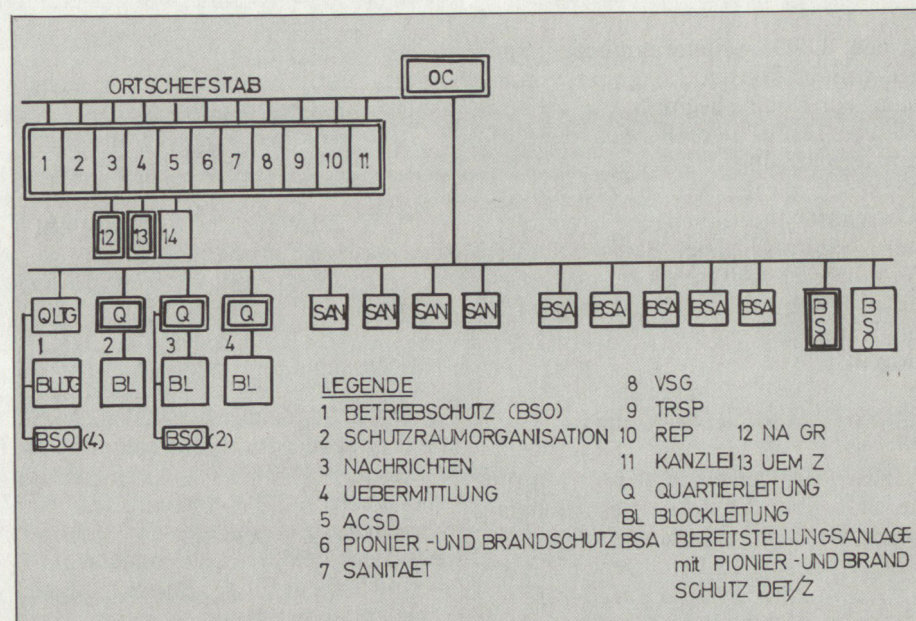 OC
ORTSCHEFSTAB
1 2 3 4 5 6 7 8 9 10 11
12 13 14
QLTG Q Q Q SAN SAN SAN SAN BSA BSA BSA BSA BSA BSO BSO
1 2 3 4
BLLTG BL BL BL
BSO (4) BSO (2)
LEGENDE
1 BETRIEBSCHUTZ (BSO)
2 SCHUTZRAUMORGANISATION
3 NACHRICHTEN
4 UEBERMITTLUNG
5 ACSD
6 PIONIER -UND BRANDSCHUTZ
7 SANITAET
8 VSG
9 TRSP
10 REP 12 NA GR
11 KANZLEI 13 UEM Z
Q QUARTIERLEITUNG
BL BLOCKLEITUNG
BSA BEREITSTELLUNGSANLAGE
mit PIONIER -UND BRAND
SCHUTZ DET/Z